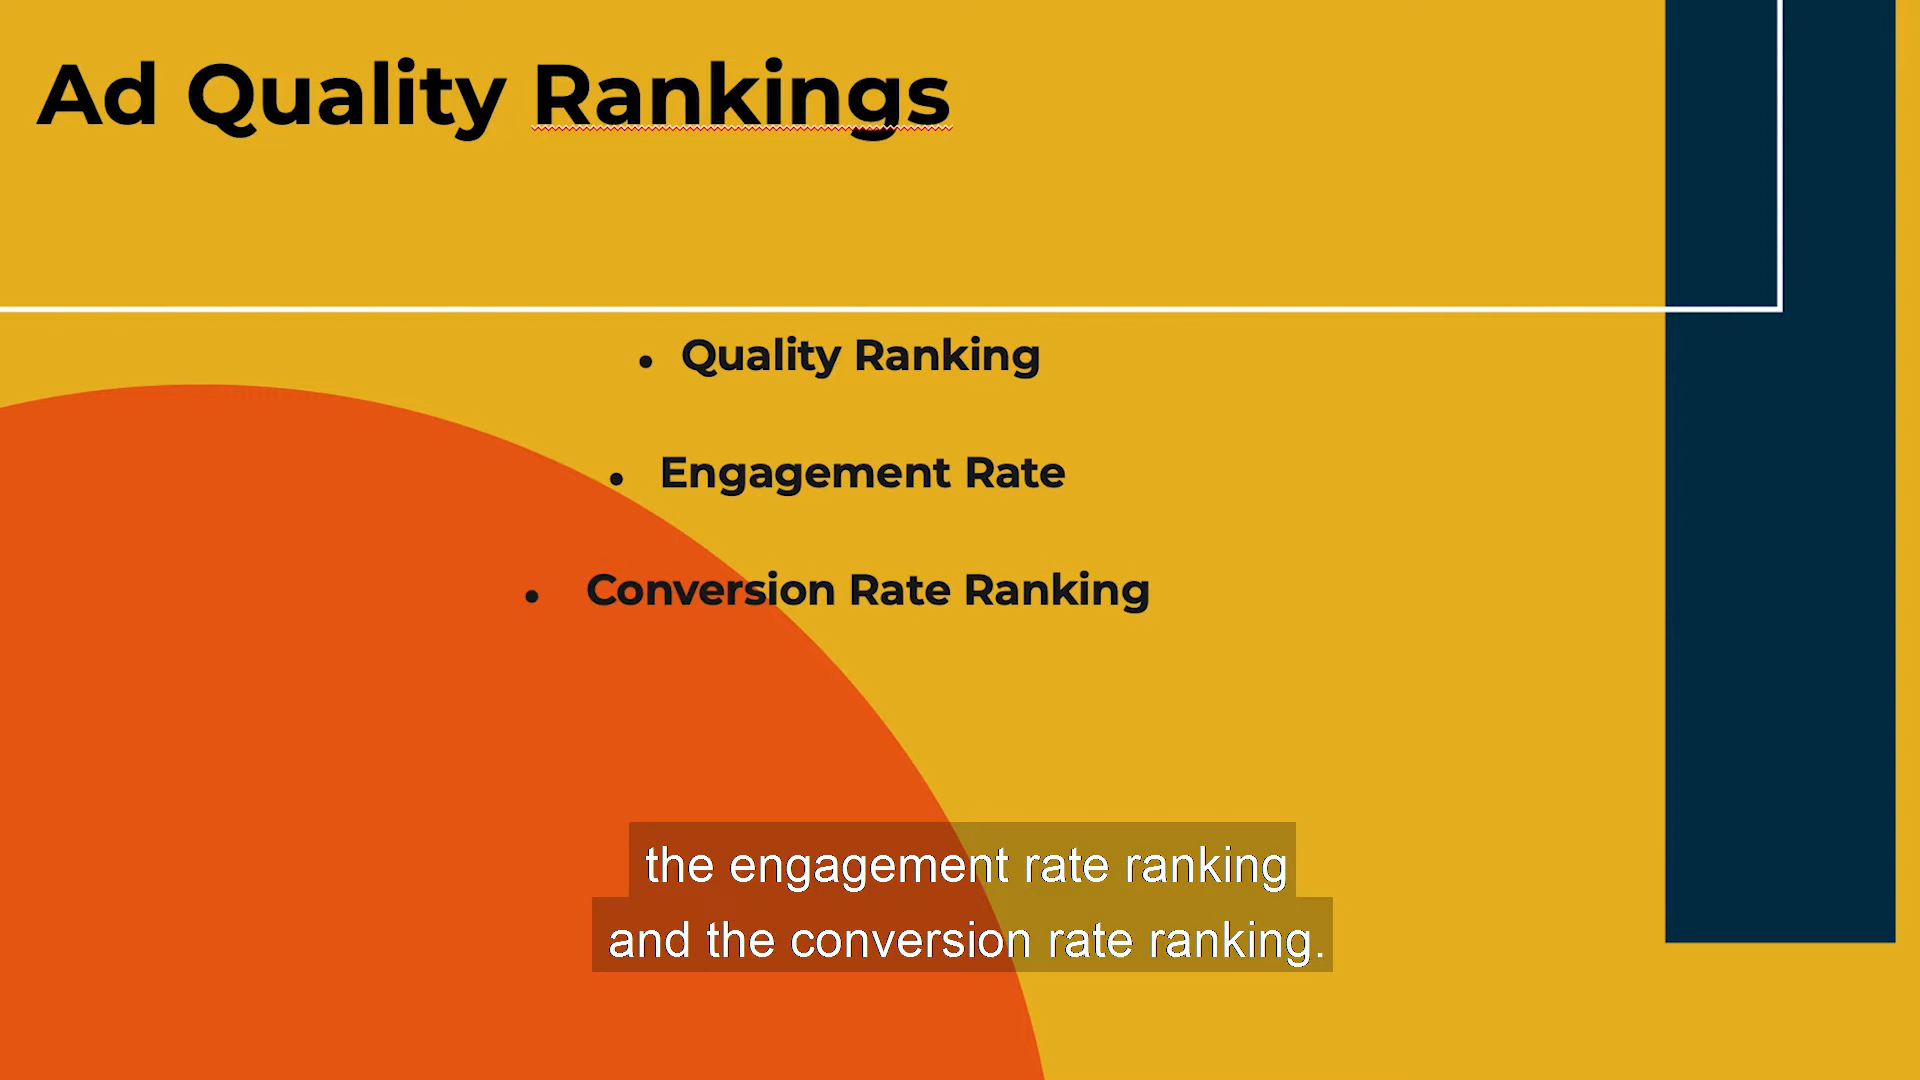 Ad Quality Rankings
• Quality Ranking
• Engagement Rate
• Conversion Rate Ranking
the engagement rate ranking
and the conversion rate ranking.